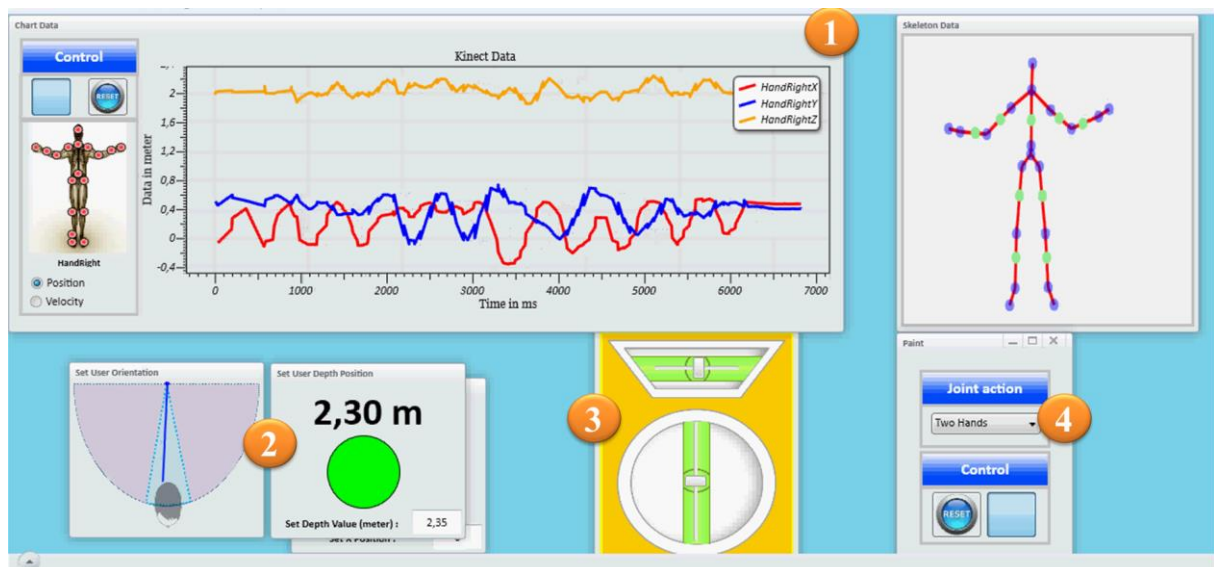 Chart Data
Control
RESET
HandRight
Position
Velocity
1
Kinect Data
Data in meter
2
1,6
1,2
0,8
0,4
0
-0,4
0 1000 2000 3000 4000 5000 6000 7000
Time in ms
HandRightX
HandRightY
HandRightZ
Skeleton Data
Set User Orientation
2
Set User Depth Position
2,30 m
Set Depth Value (meter) : 2,35
Set X Position :
3
Paint
Joint action
Two Hands
4
Control
RESET